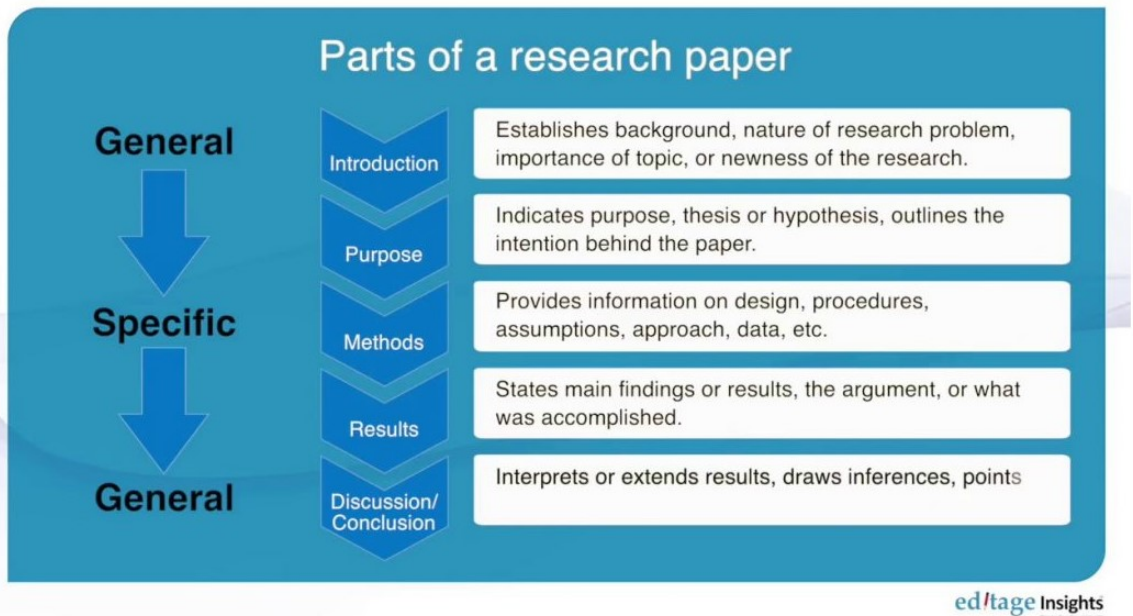 Parts of a research paper
General
Specific
General
Introduction
Establishes background, nature of research problem,
importance of topic, or newness of the research.
Purpose
Indicates purpose, thesis or hypothesis, outlines the
intention behind the paper.
Methods
Provides information on design, procedures,
assumptions, approach, data, etc.
Results
States main findings or results, the argument, or what
was accomplished.
Discussion/
Conclusion
Interprets or extends results, draws inferences, points
ed!tage Insights